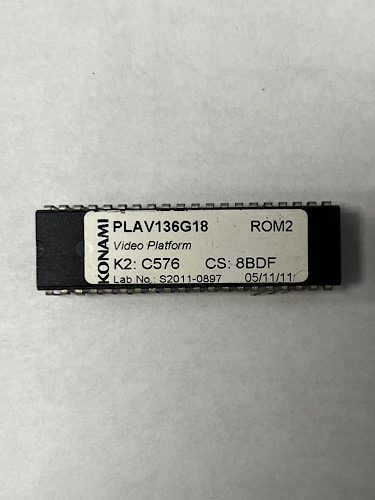 KONAMI
PLAV136G18 ROM2
Video Platform
K2: C576 CS: 8BDF
Lab No.: S2011-0897 05/11/11